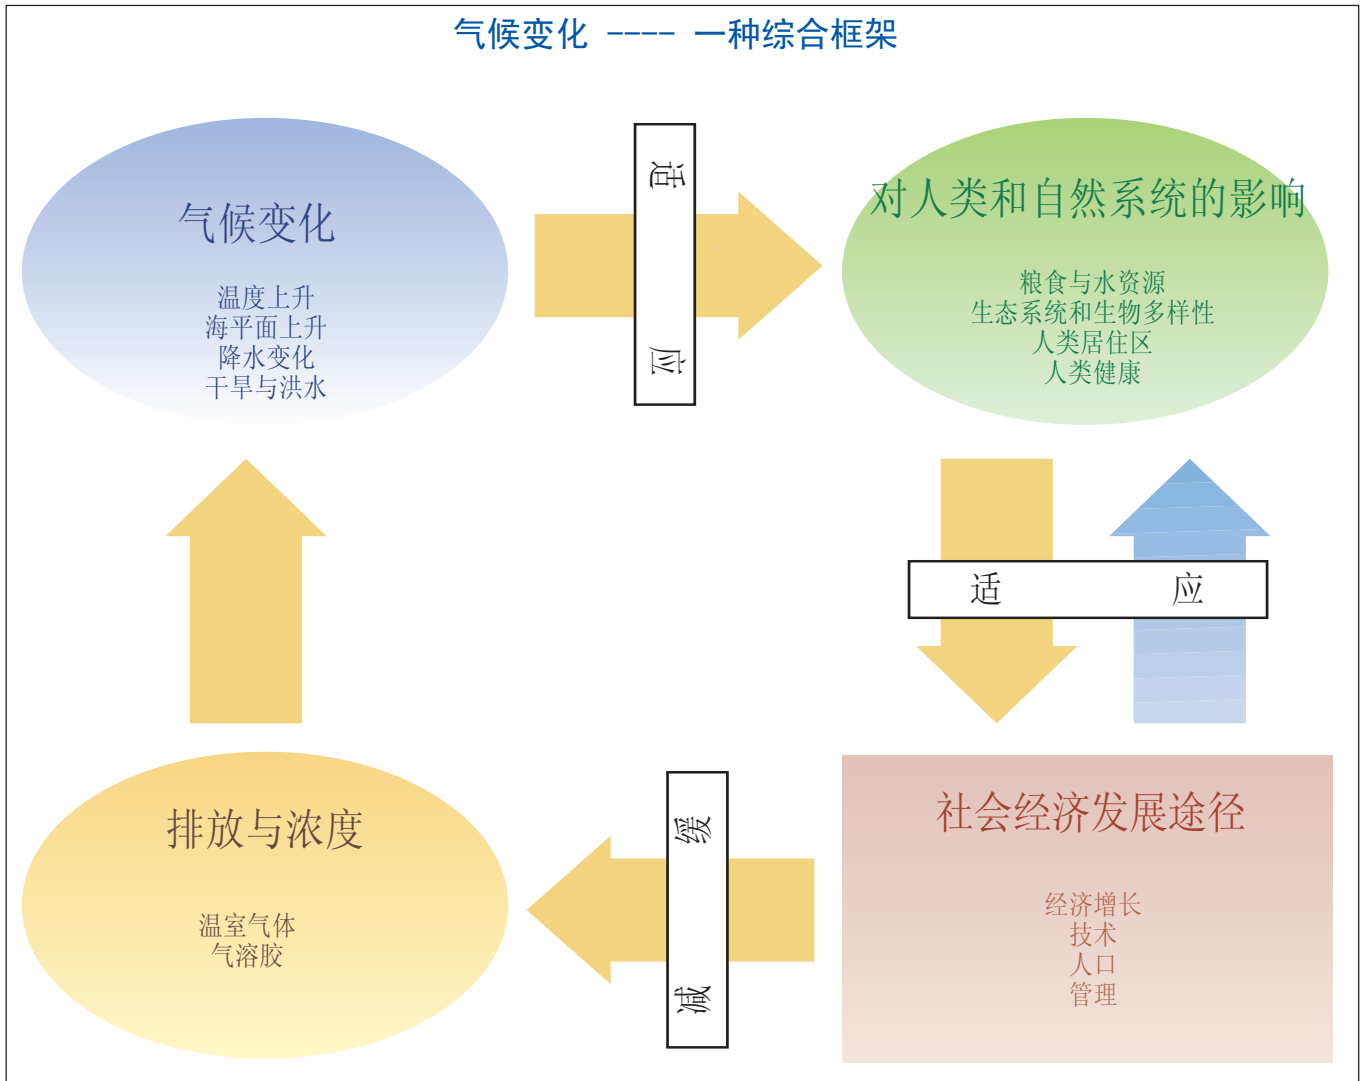 气候变化 ---- 一种综合框架
气候变化
温度上升
海平面上升
降水变化
干旱与洪水
适应
对人类和自然系统的影响
粮食与水资源
生态系统和生物多样性
人类居住区
人类健康
适应
排放与浓度
温室气体
气溶胶
缓减
社会经济发展途径
经济增长
技术
人口
管理